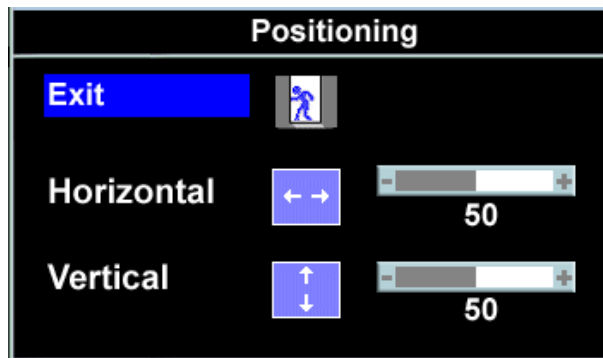 Positioning
Exit
Horizontal
- +
50
Vertical
- +
50